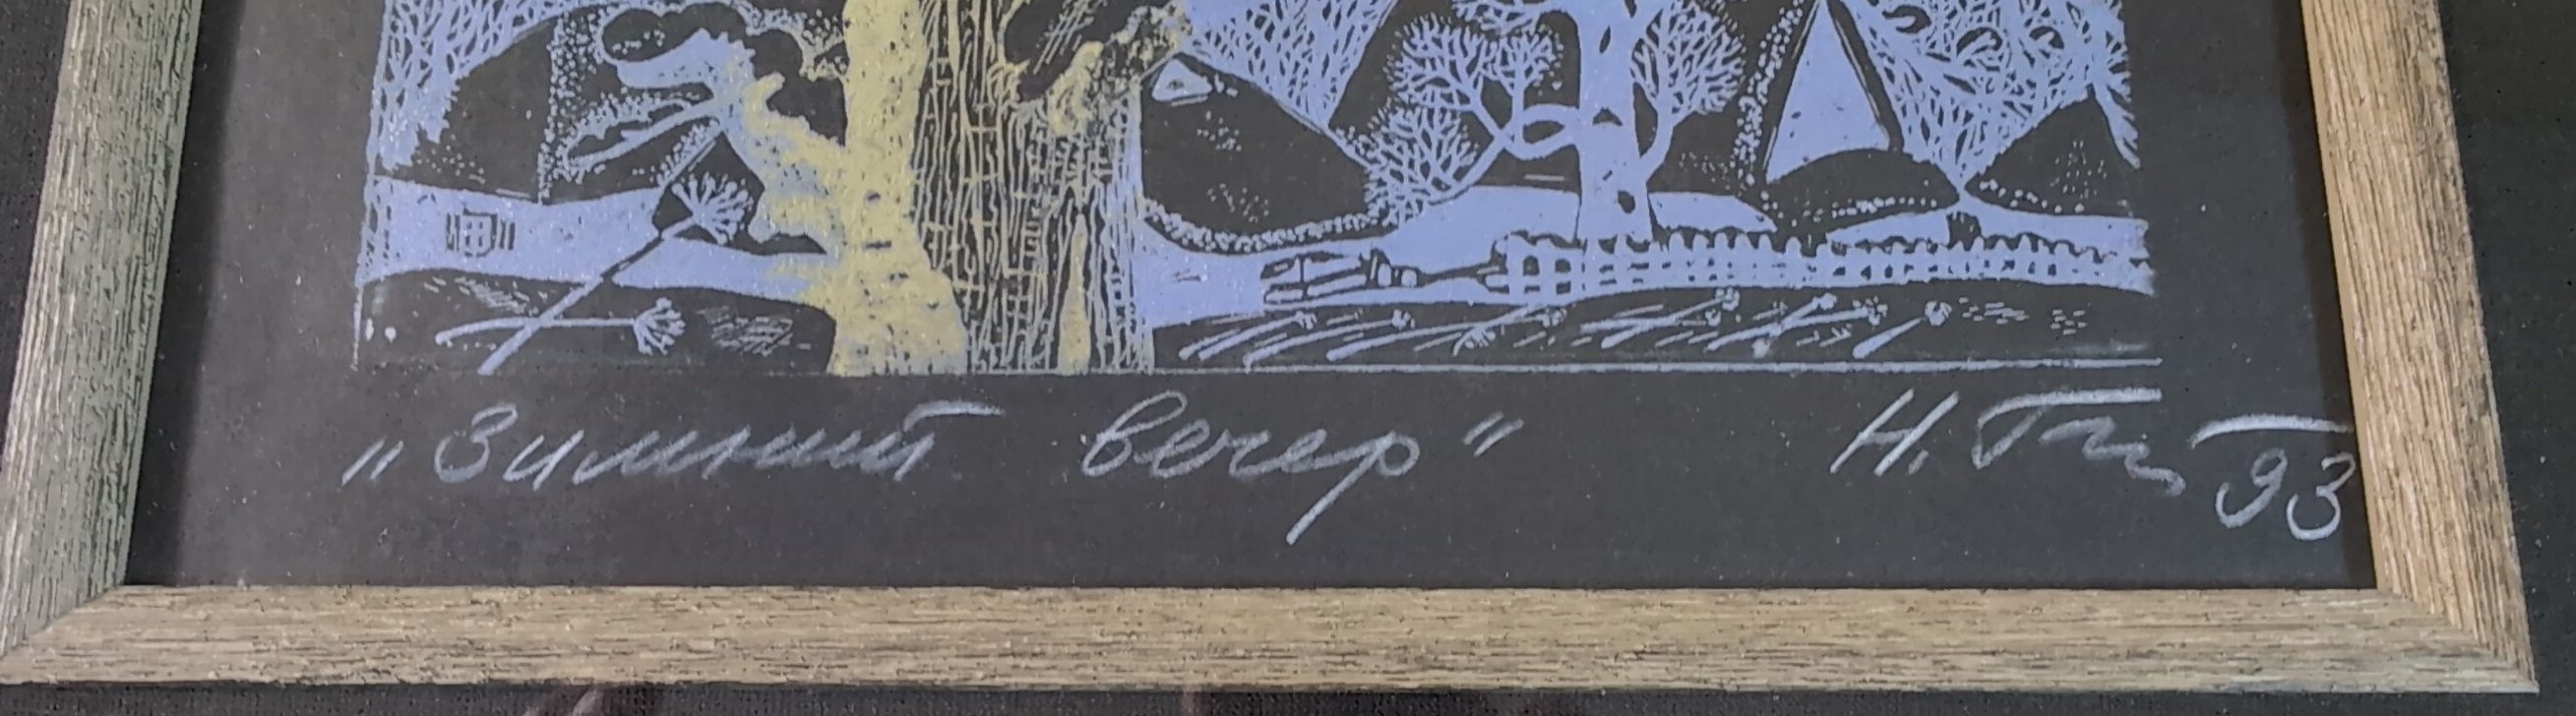 „Зимний вечер" Н. 93